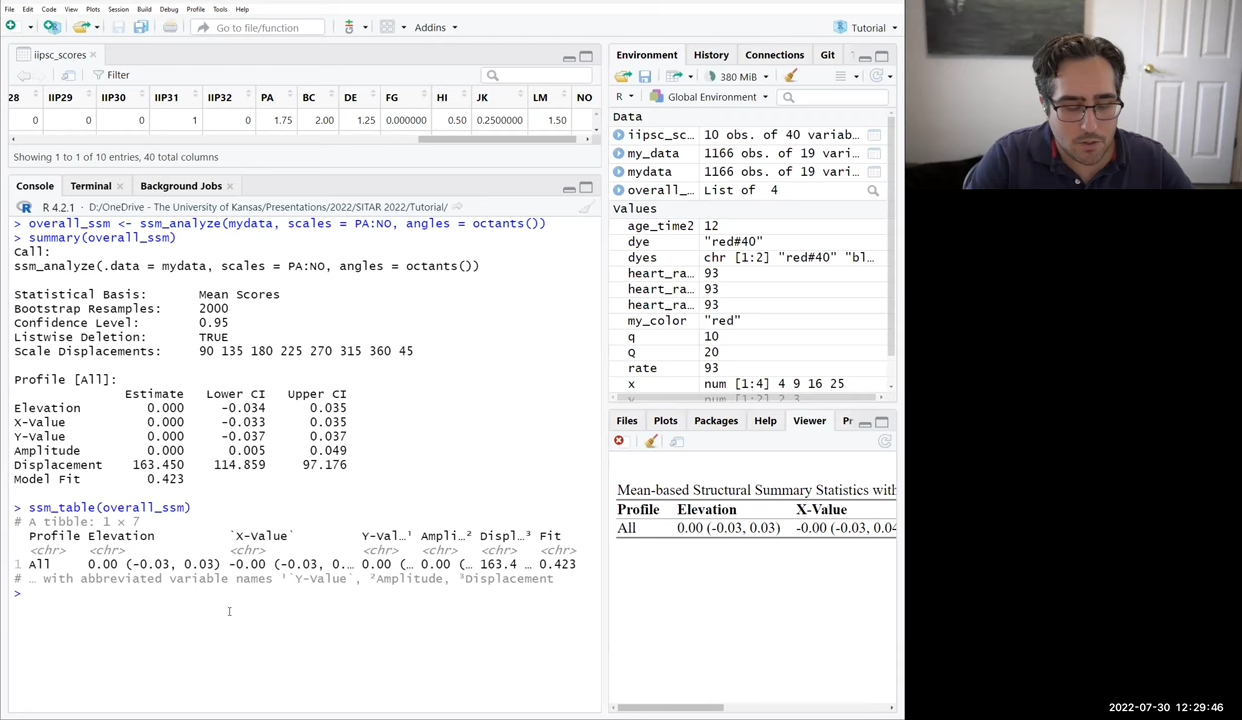 File Edit Code View Plots Session Build Debug Profile Tools Help
Go to file/function
Addins
Tutorial
iipsc_scores
Filter
28 IIP29 IIP30 IIP31 IIP32 PA BC DE FG HI JK LM NO
0 0 0 1 0 1.75 2.00 1.25 0.000000 0.50 0.2500000 1.50
Showing 1 to 1 of 10 entries, 40 total columns
Console Terminal Background Jobs
R 4.2.1 · D:/OneDrive - The University of Kansas/Presentations/2022/SITAR 2022/Tutorial/
> overall_ssm <- ssm_analyze(mydata, scales = PA:NO, angles = octants())
> summary(overall_ssm)
Call:
ssm_analyze(.data = mydata, scales = PA:NO, angles = octants())
Statistical Basis: Mean Scores
Bootstrap Resamples: 2000
Confidence Level: 0.95
Listwise Deletion: TRUE
Scale Displacements: 90 135 180 225 270 315 360 45
Profile [All]:
Estimate Lower CI Upper CI
Elevation 0.000 -0.034 0.035
X-Value 0.000 -0.033 0.035
Y-Value 0.000 -0.037 0.037
Amplitude 0.000 0.005 0.049
Displacement 163.450 114.859 97.176
Model Fit 0.423
> ssm_table(overall_ssm)
# A tibble: 1 × 7
Profile Elevation `X-Value` Y-Val…¹ Ampli…² Displ…³ Fit
<chr> <chr> <chr> <chr> <chr> <chr> <chr>
1 All 0.00 (-0.03, 0.03) -0.00 (-0.03, 0.… 0.00 (… 0.00 (… 163.4 … 0.423
# … with abbreviated variable names ¹`Y-Value`, ²Amplitude, ³Displacement
>
Environment History Connections Git
380 MiB
R Global Environment
Data
iipsc_sc… 10 obs. of 40 variab…
my_data 1166 obs. of 19 vari…
mydata 1166 obs. of 19 vari…
overall_… List of 4
Values
age_time2 12
dye "red#40"
dyes chr [1:2] "red#40" "bl…
heart_ra… 93
heart_ra… 93
heart_ra… 93
my_color "red"
q 10
Q 20
rate 93
x num [1:4] 4 9 16 25
Files Plots Packages Help Viewer Pr
Mean-based Structural Summary Statistics with
Profile Elevation X-Value
All 0.00 (-0.03, 0.03) -0.00 (-0.03, 0.04
2022-07-30 12:29:46